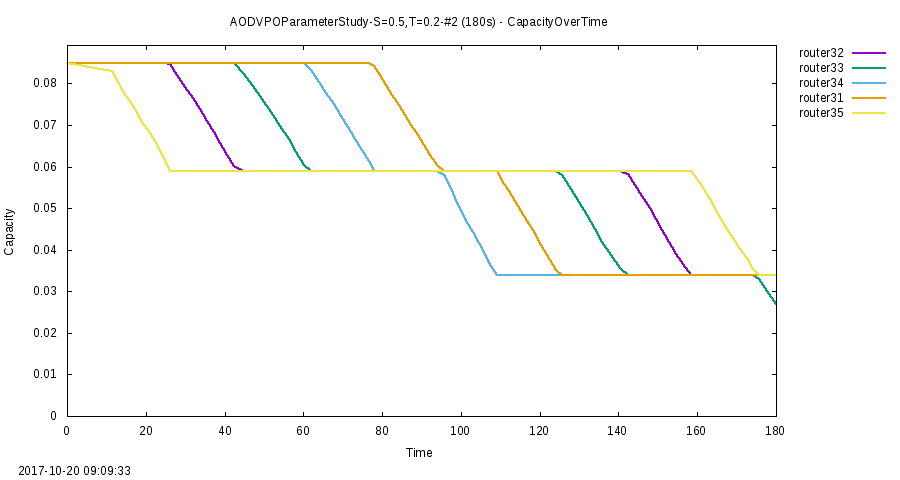 AODVPOParameterStudy-S=0.5,T=0.2-#2 (180s) - CapacityOverTime
router32
router33
router34
router31
router35
0.08
0.07
0.06
0.05
0.04
0.03
0.02
0.01
0
Capacity
0 20 40 60 80 100 120 140 160 180
Time
2017-10-20 09:09:33